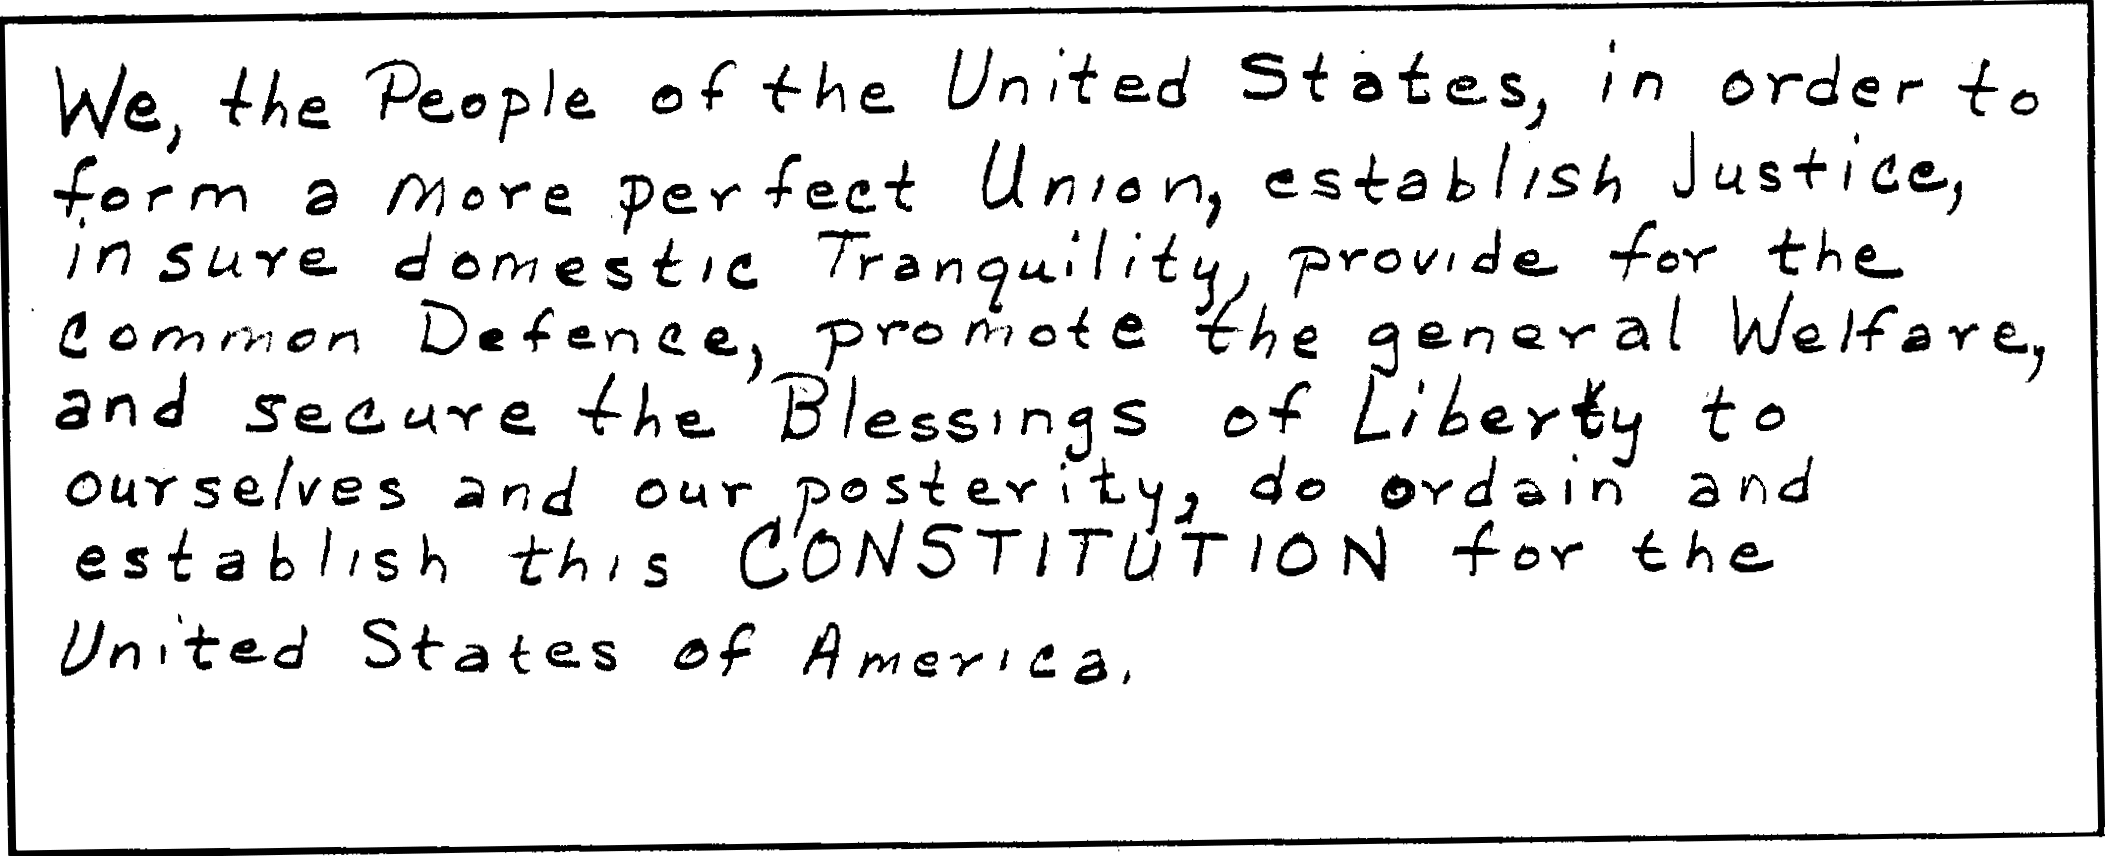 We, the People of the United States, in order to
form a more perfect Union, establish Justice,
insure domestic Tranquility, provide for the
common Defence, promote the general Welfare,
and secure the Blessings of Liberty to
ourselves and our posterity, do ordain and
establish this CONSTITUTION for the
United States of America.